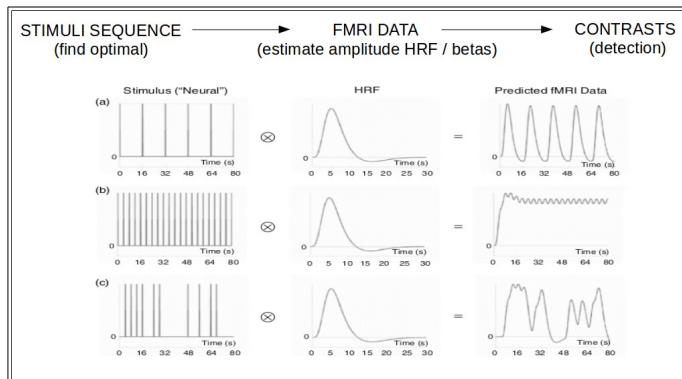 STIMULI SEQUENCE FMRI DATA CONTRASTS
(find optimal) (estimate amplitude HRF / betas) (detection)
Stimulus (“Neural”) HRF Predicted fMRI Data
(a)
0 Time (s) 0 Time (s) 0 Time (s)
⊗ =
0 16 32 48 64 80 0 5 10 15 20 25 30 0 16 32 48 64 80
(b)
0 Time (s) 0 Time (s) 0 Time (s)
⊗ =
0 16 32 48 64 80 0 5 10 15 20 25 30 0 16 32 48 64 80
(c)
0 Time (s) 0 Time (s) 0 Time (s)
⊗ =
0 16 32 48 64 80 0 5 10 15 20 25 30 0 16 32 48 64 80